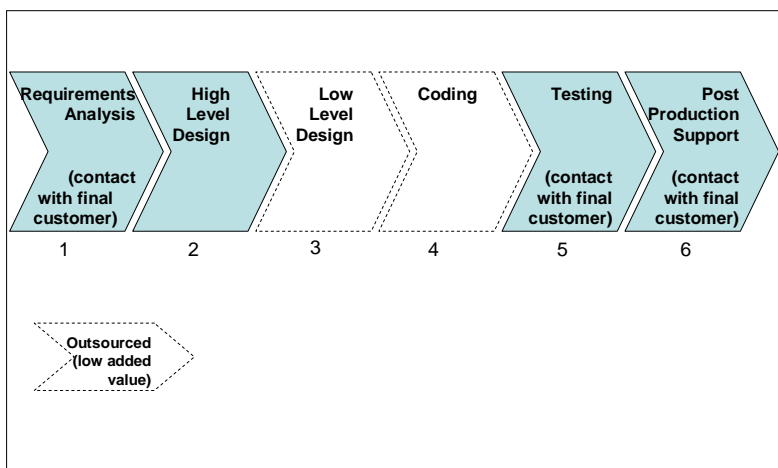 Requirements
Analysis
(contact
with final
customer)
High
Level
Design
Low
Level
Design
Coding
Testing
(contact
with final
customer)
Post
Production
Support
(contact
with final
customer)
1
2
3
4
5
6
Outsourced
(low added
value)